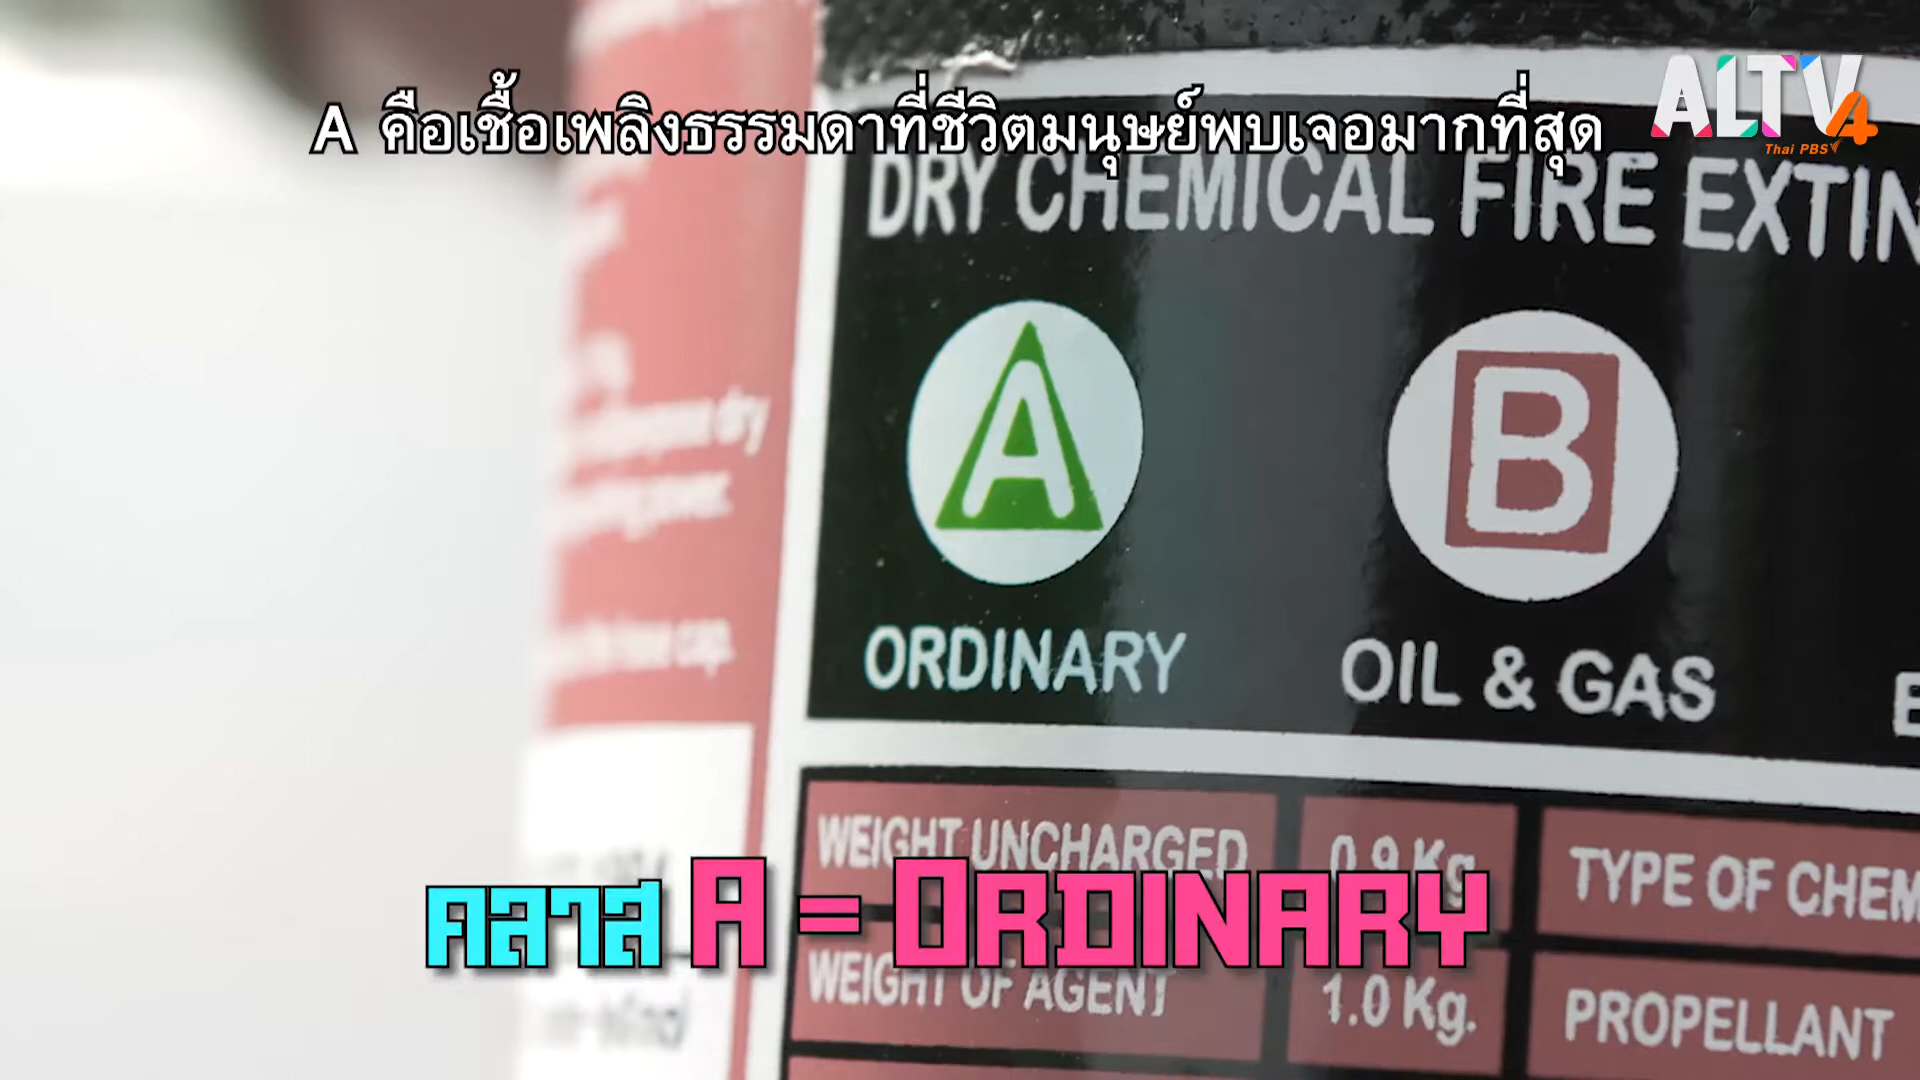 A คือเชื้อเพลิงธรรมดาที่ชีวิตมนุษย์พบเจอมากที่สุด
ALTV4
Thai PBS
DRY CHEMICAL FIRE EXTIN
A
B
ORDINARY
OIL & GAS
dry
cap.
WEIGHT UNCHARGED
0.9 Kg
TYPE OF CHEM
คลาส A = ORDINARY
WEIGHT OF AGENT
1.0 Kg.
PROPELLANT